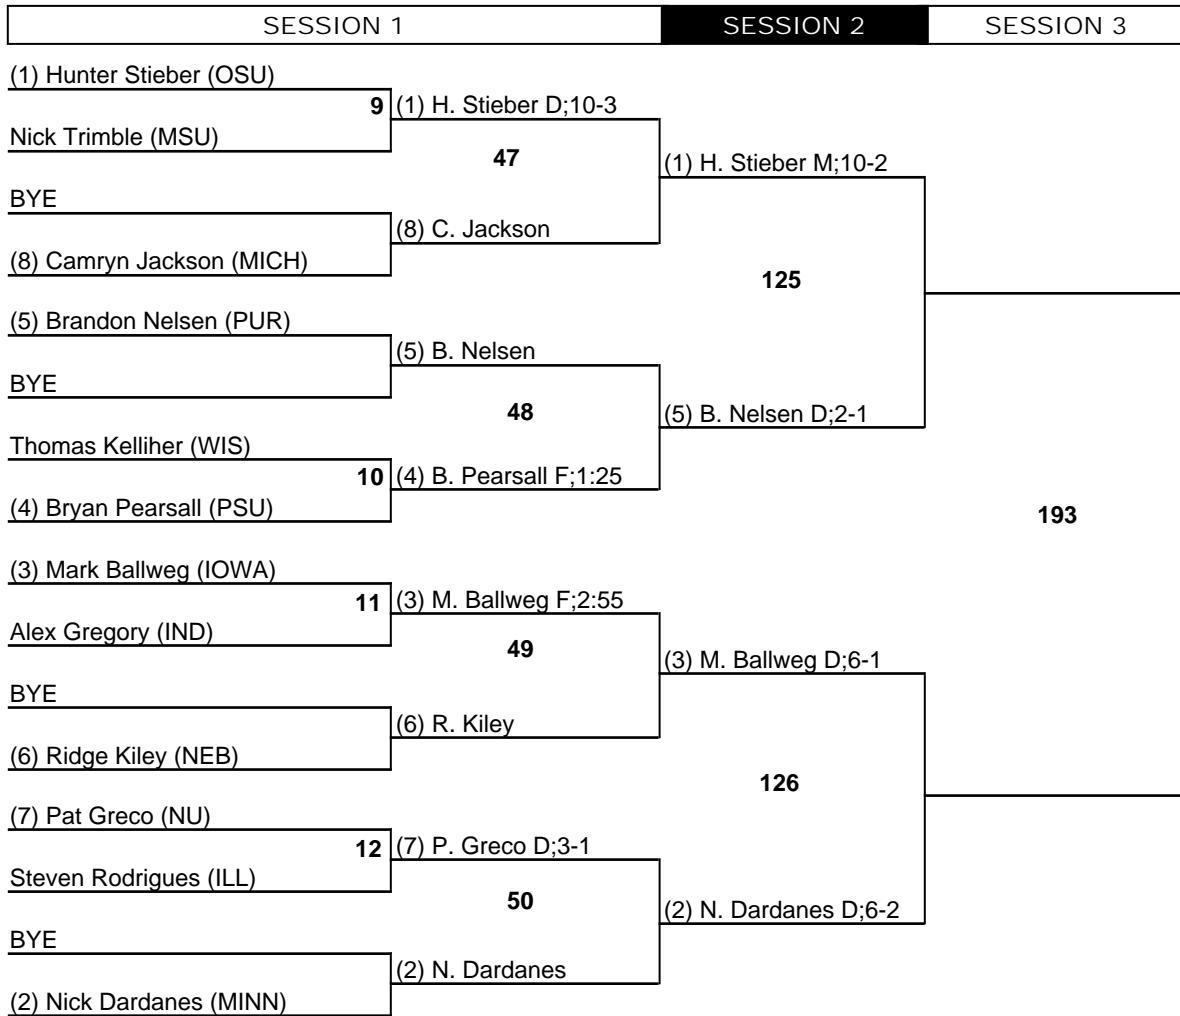 SESSION 1 SESSION 2 SESSION 3
(1) Hunter Stieber (OSU)
9 (1) H. Stieber D;10-3
Nick Trimble (MSU)
47
(1) H. Stieber M;10-2
BYE
(8) C. Jackson
(8) Camryn Jackson (MICH)
125
(5) Brandon Nelsen (PUR)
(5) B. Nelsen
BYE
48
(5) B. Nelsen D;2-1
Thomas Kelliher (WIS)
10 (4) B. Pearsall F;1:25
(4) Bryan Pearsall (PSU)
193
(3) Mark Ballweg (IOWA)
11 (3) M. Ballweg F;2:55
Alex Gregory (IND)
49
(3) M. Ballweg D;6-1
BYE
(6) R. Kiley
(6) Ridge Kiley (NEB)
126
(7) Pat Greco (NU)
12 (7) P. Greco D;3-1
Steven Rodrigues (ILL)
50
(2) N. Dardanes D;6-2
BYE
(2) N. Dardanes
(2) Nick Dardanes (MINN)